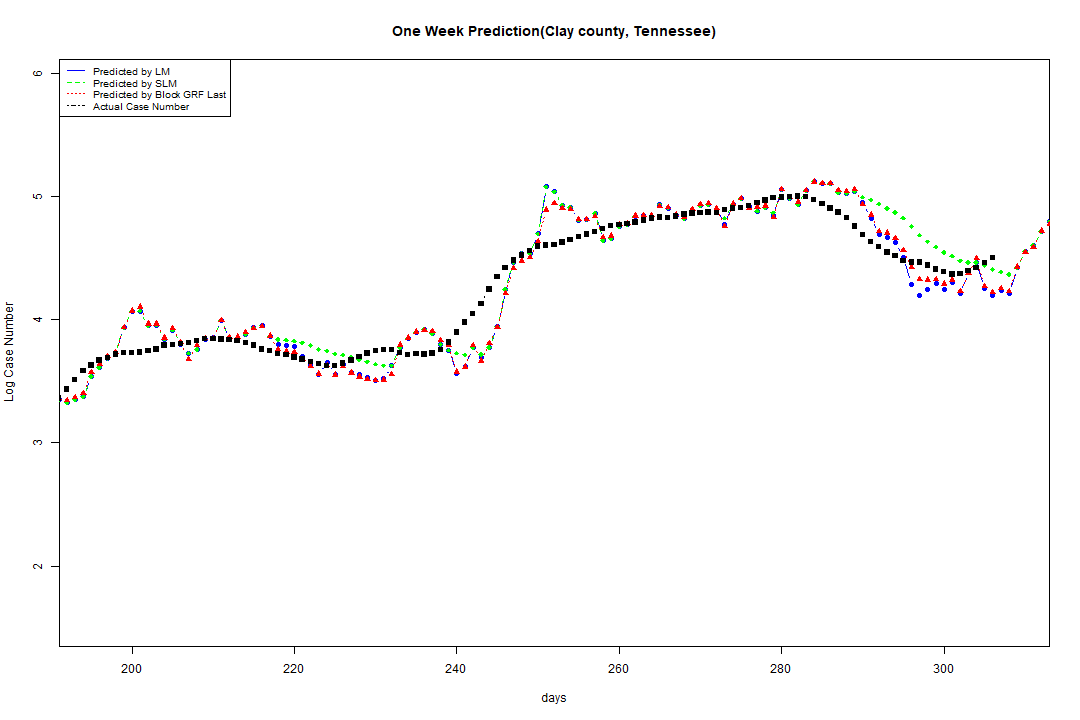 One Week Prediction(Clay county, Tennessee)
Predicted by LM
Predicted by SLM
Predicted by Block GRF Last
Actual Case Number
6
5
4
3
2
Log Case Number
200 220 240 260 280 300
days